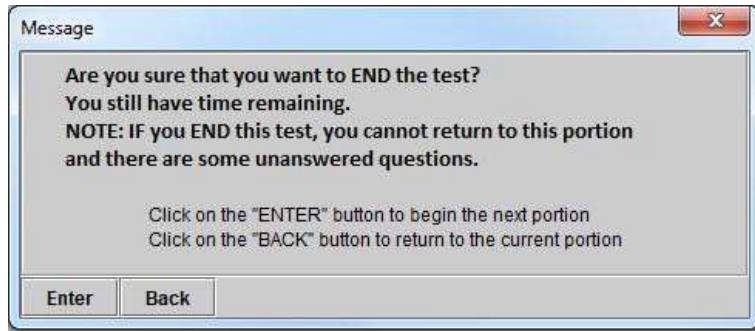 Message
Are you sure that you want to END the test?
You still have time remaining.
NOTE: IF you END this test, you cannot return to this portion
and there are some unanswered questions.
Click on the "ENTER" button to begin the next portion
Click on the "BACK" button to return to the current portion
Enter Back